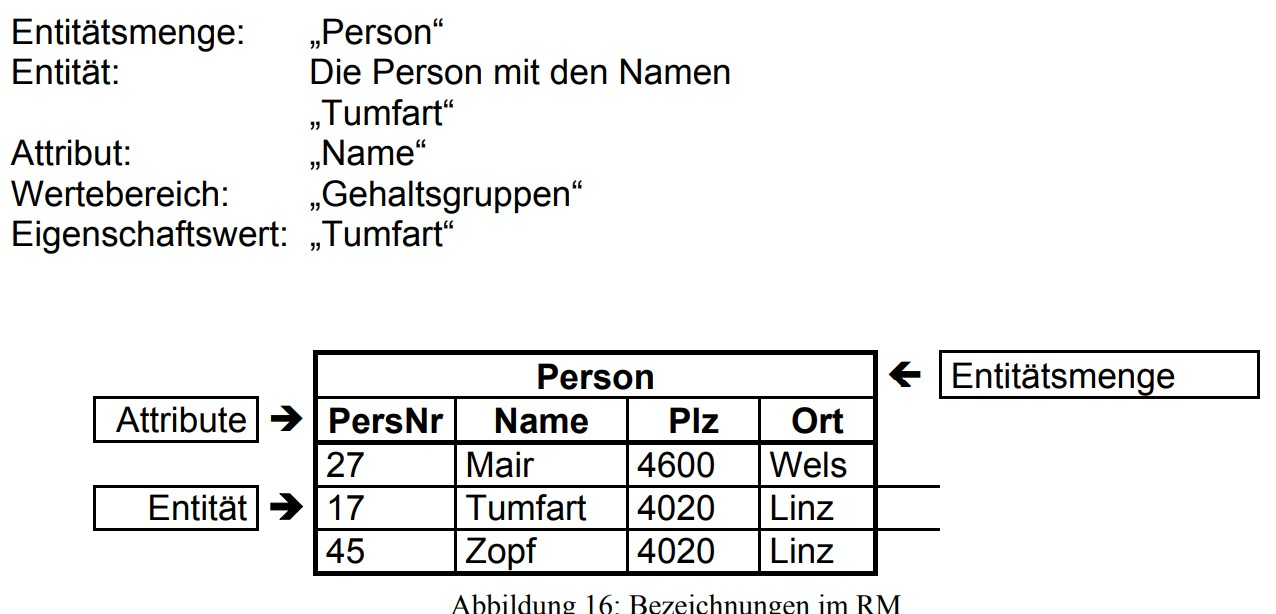 Entitätsmenge: „Person“
Entität: Die Person mit den Namen
„Tumfart“
Attribut: „Name“
Wertebereich: „Gehaltsgruppen“
Eigenschaftswert: „Tumfart“
Person
Entitätsmenge
Attribute
PersNr Name Plz Ort
27 Mair 4600 Wels
Entität
17 Tumfart 4020 Linz
45 Zopf 4020 Linz
Abbildung 16: Bezeichnungen im RM